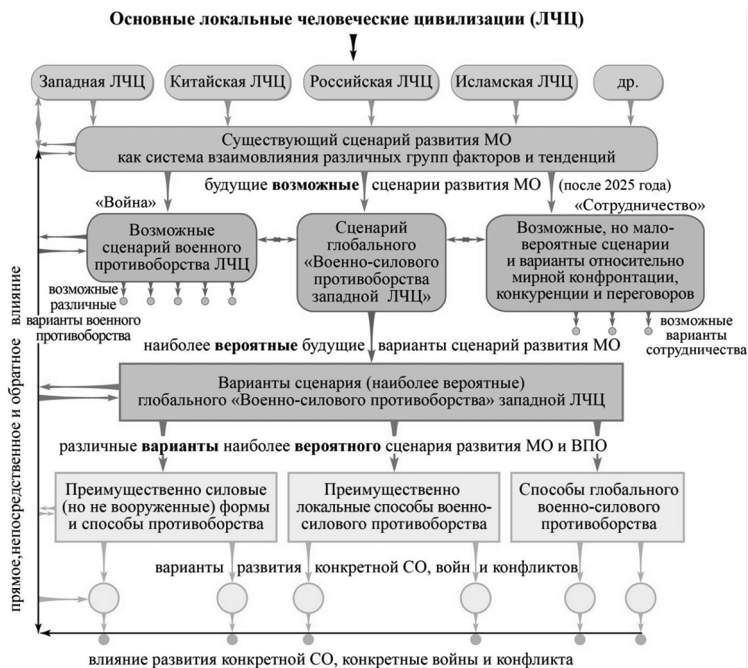 Основные локальные человеческие цивилизации (ЛЧЦ)
Западная ЛЧЦ
Китайская ЛЧЦ
Российская ЛЧЦ
Исламская ЛЧЦ
др.
Существующий сценарий развития МО
как система взаимовлияния различных групп факторов и тенденций
будущие возможные сценарии развития МО
(после 2025 года)
«Война»
«Сотрудничество»
Возможные
сценарий военного
противоборства ЛЧЦ
Сценарий
глобального
«Военно-силового
противоборства
западной ЛЧЦ»
Возможные, но мало-
вероятные сценарии
и варианты относительно
мирной конфронтации,
конкуренции и переговоров
возможные
различные
варианты военного
противоборства
возможные
варианты
сотрудничества
наиболее вероятные будущие варианты сценариев развития МО
Варианты сценария (наиболее вероятные)
глобального «Военно-силового противоборства» западной ЛЧЦ
различные варианты наиболее вероятного сценария развития МО и ВПО
Преимущественно силовые
(но не вооруженные) формы
и способы противоборства
Преимущественно
локальные способы военно-
силового противоборства
Способы глобального
военно-силового
противоборства
варианты развития конкретной СО, войн и конфликтов
влияние развития конкретной СО, конкретные войны и конфликта
прямое,непосредственное и обратное влияние